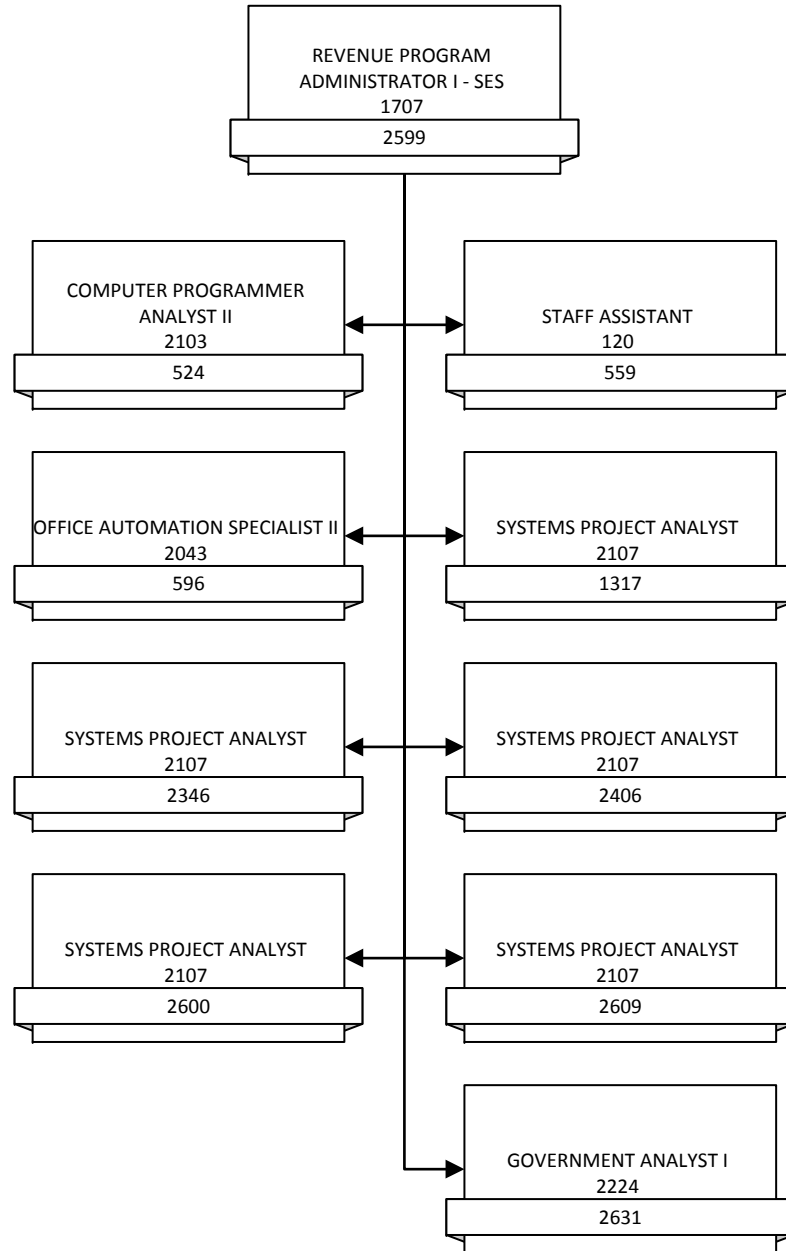 REVENUE PROGRAM
ADMINISTRATOR I - SES
1707
2599
COMPUTER PROGRAMMER
ANALYST II
2103
524
STAFF ASSISTANT
120
559
OFFICE AUTOMATION SPECIALIST II
2043
596
SYSTEMS PROJECT ANALYST
2107
1317
SYSTEMS PROJECT ANALYST
2107
2346
SYSTEMS PROJECT ANALYST
2107
2406
SYSTEMS PROJECT ANALYST
2107
2600
SYSTEMS PROJECT ANALYST
2107
2609
GOVERNMENT ANALYST I
2224
2631